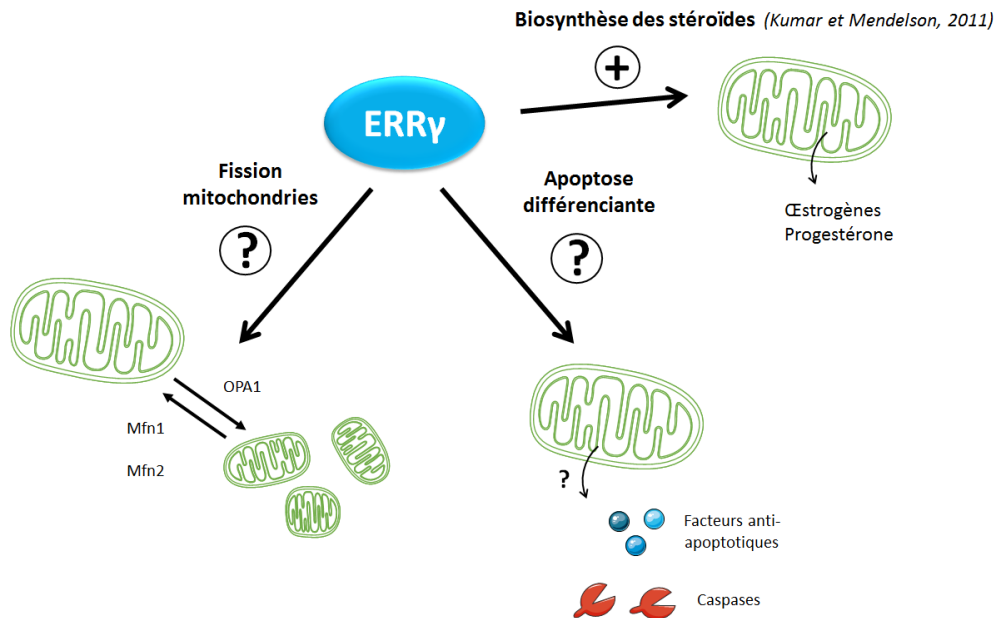 Biosynthèse des stéroïdes (Kumar et Mendelson, 2011)
+
ERRγ
Fission
mitochondries
?
Apoptose
différenciante
?
Œstrogènes
Progestérone
OPA1
Mfn1
Mfn2
?
Facteurs anti-
apoptotiques
Caspases